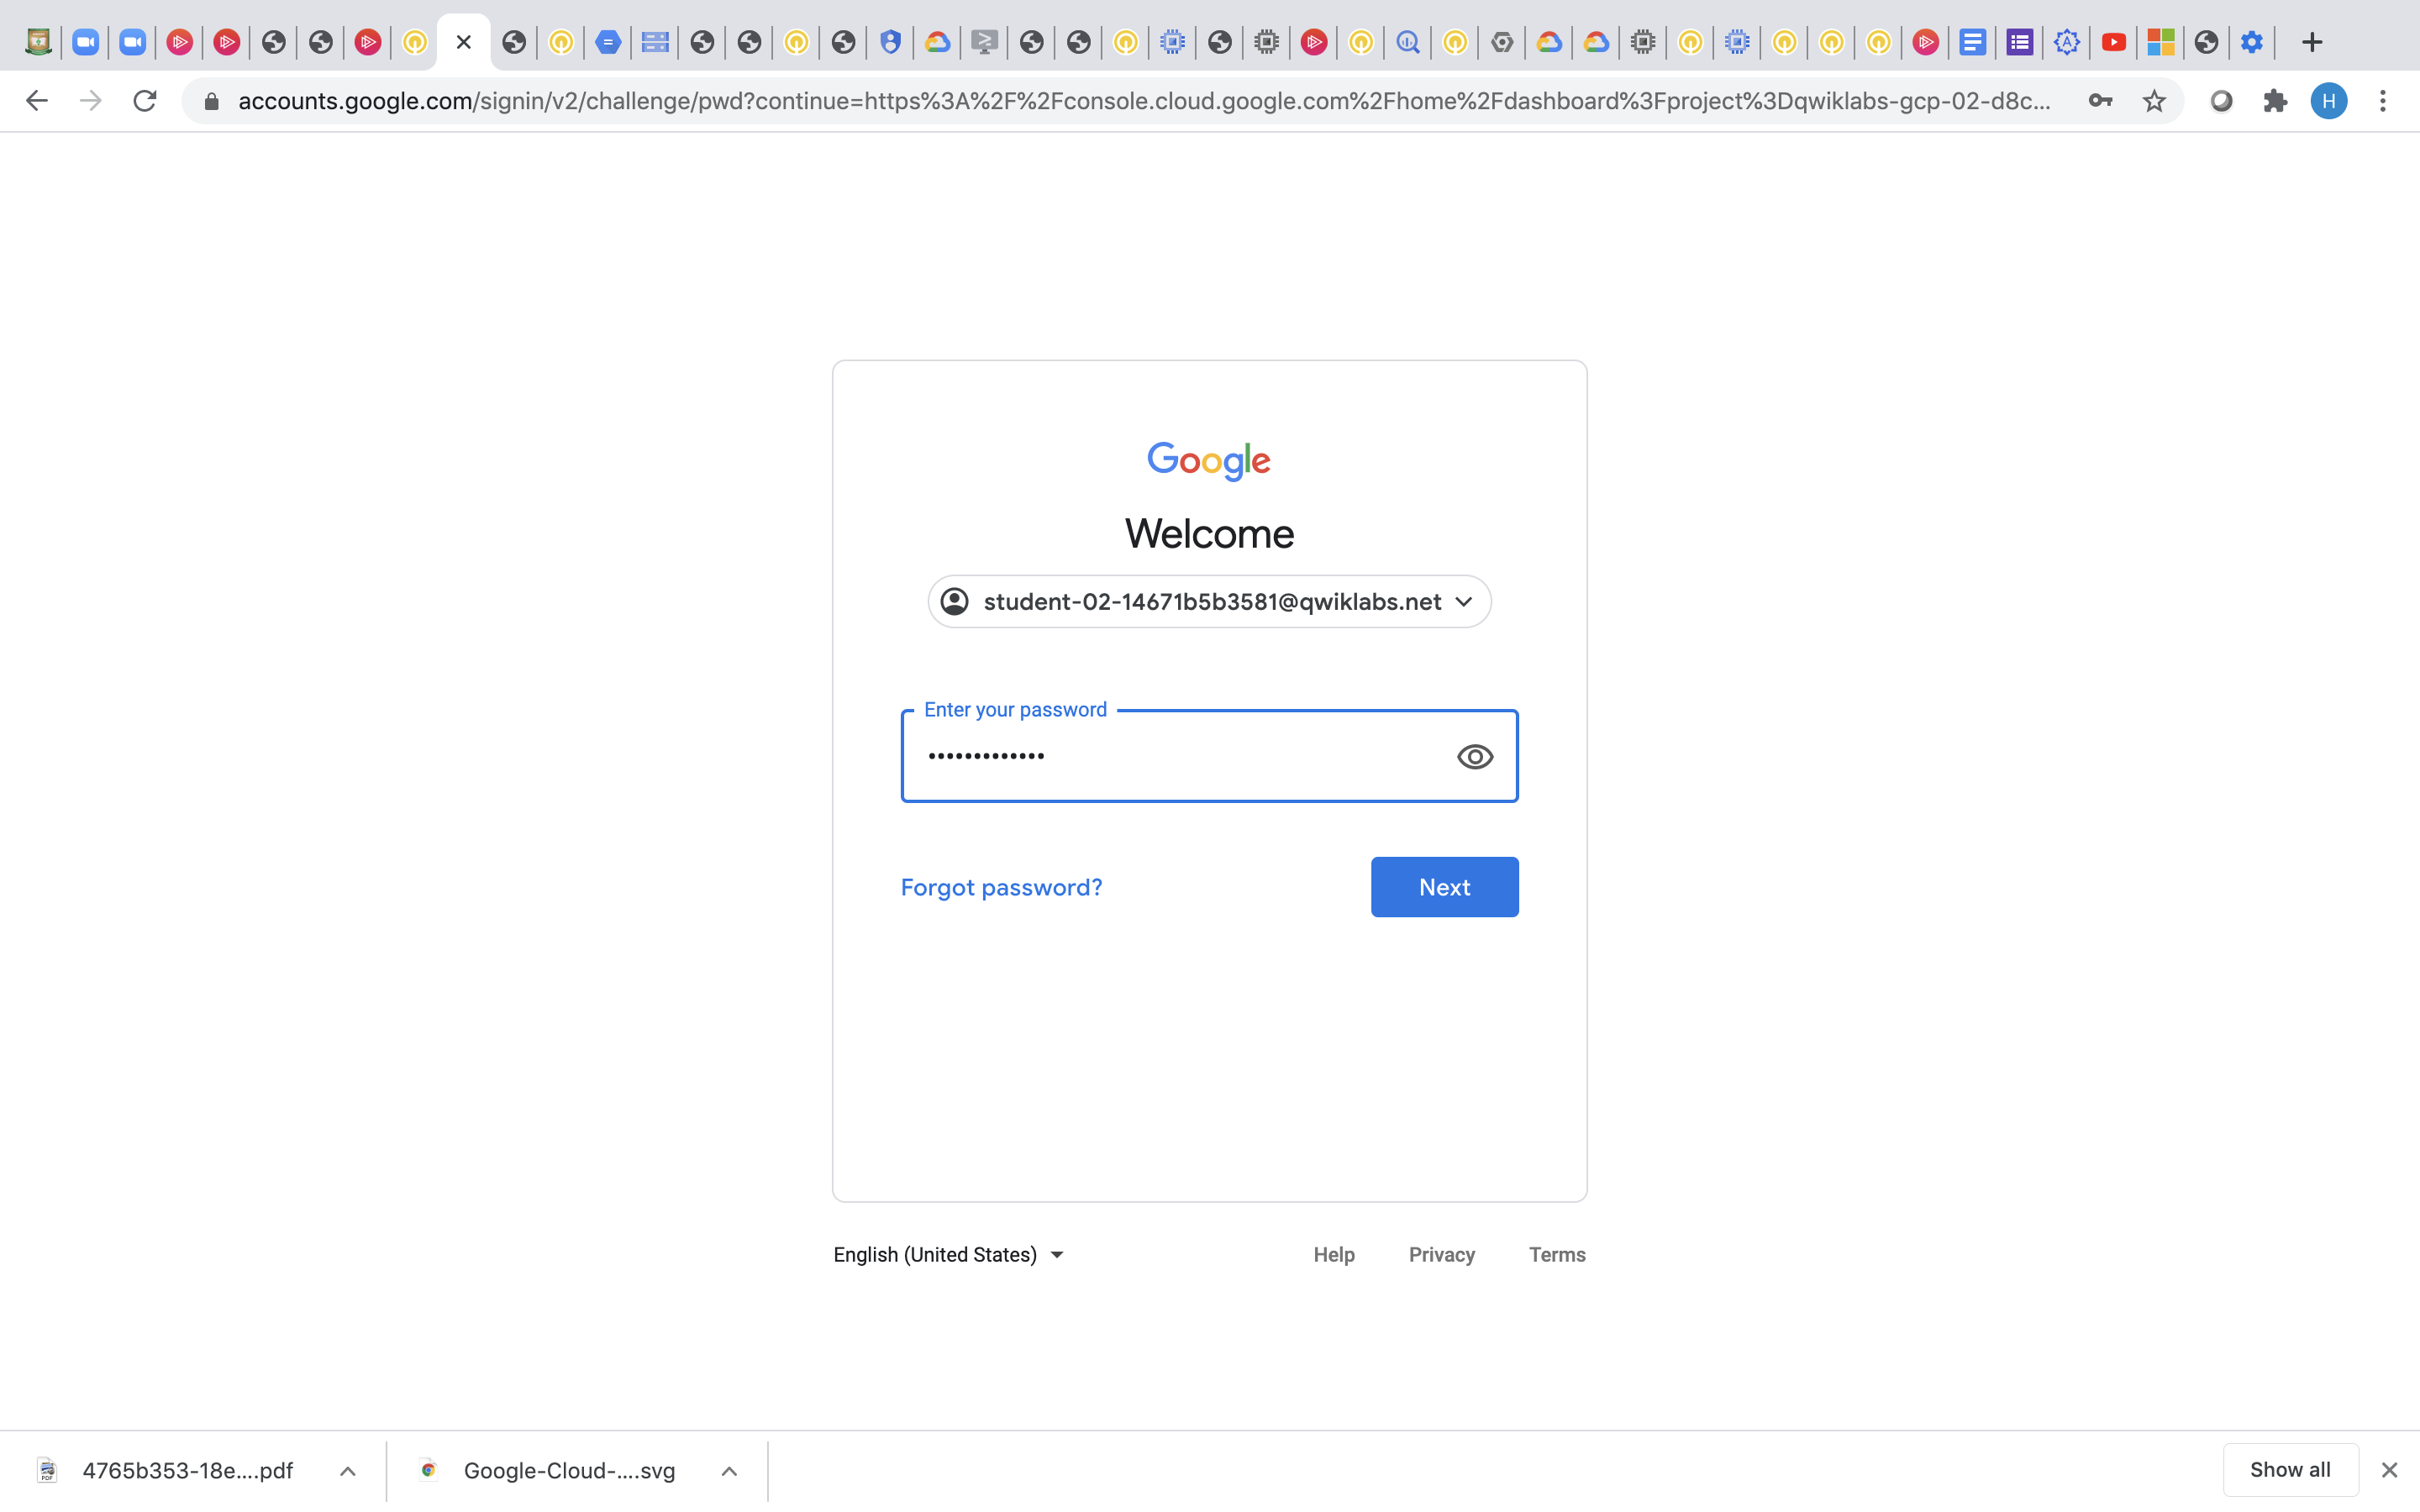 accounts.google.com/signin/v2/challenge/pwd?continue=https%3A%2F%2Fconsole.cloud.google.com%2Fhome%2Fdashboard%3Fproject%3Dqwiklabs-gcp-02-d8c...
H
Google
Welcome
student-02-14671b5b3581@qwiklabs.net
Enter your password
Forgot password?
Next
English (United States)
Help
Privacy
Terms
4765b353-18e....pdf
Google-Cloud-....svg
Show all